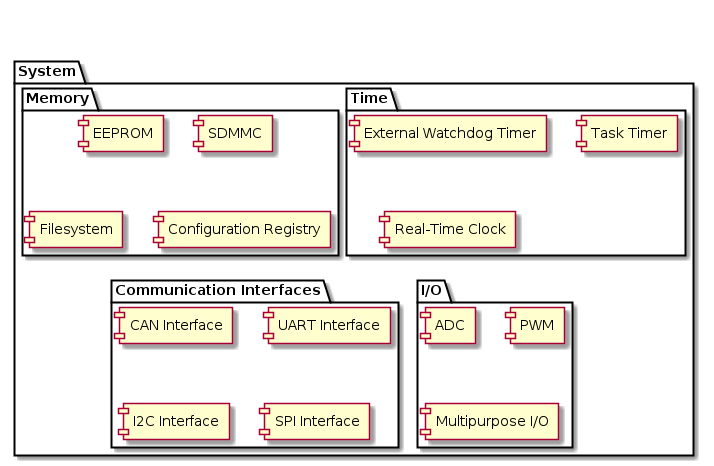 System
Memory
EEPROM
SDMMC
Filesystem
Configuration Registry
Time
External Watchdog Timer
Task Timer
Real-Time Clock
Communication Interfaces
CAN Interface
UART Interface
I2C Interface
SPI Interface
I/O
ADC
PWM
Multipurpose I/O